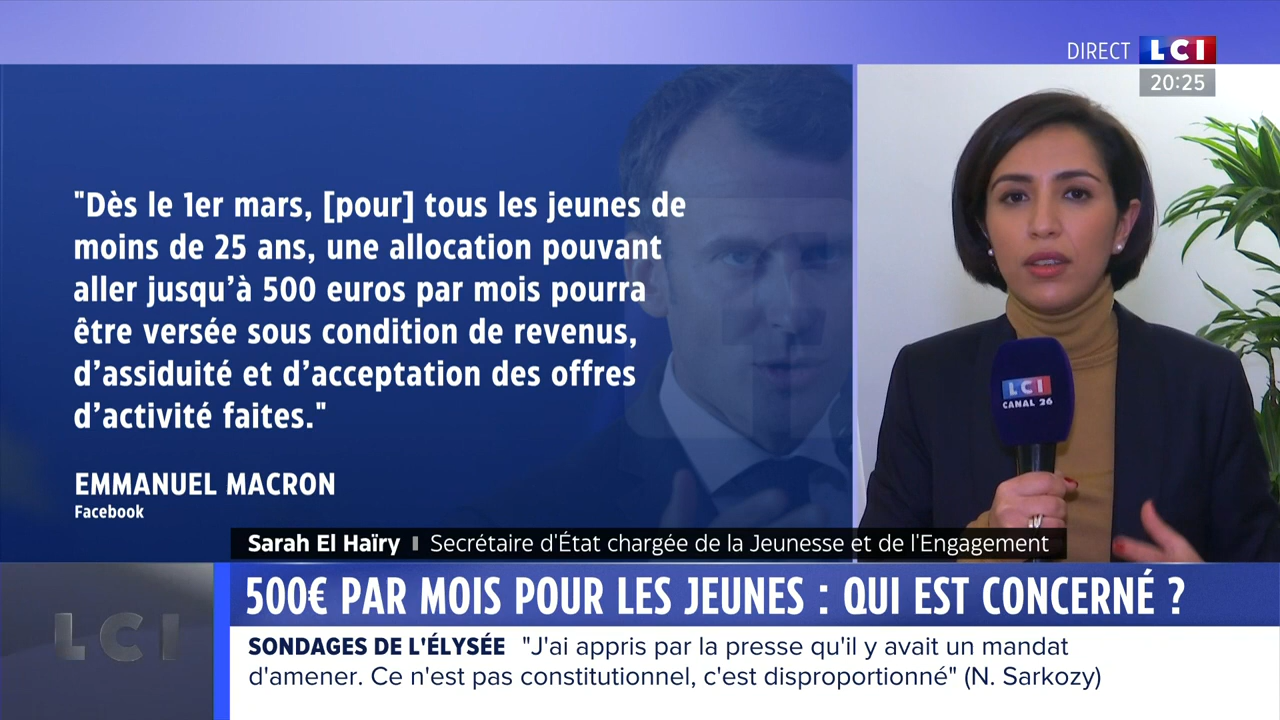 DIRECT LCI
20:25
"Dès le 1er mars, [pour] tous les jeunes de
moins de 25 ans, une allocation pouvant
aller jusqu'à 500 euros par mois pourra
être versée sous condition de revenus,
d'assiduité et d'acceptation des offres
d'activité faites."
EMMANUEL MACRON
Facebook
LCI
CANAL 26
Sarah El Haïry Secrétaire d'État chargée de la Jeunesse et de l'Engagement
500€ PAR MOIS POUR LES JEUNES : QUI EST CONCERNÉ ?
LCI
SONDAGES DE L'ÉLYSÉE "J'ai appris par la presse qu'il y avait un mandat
d'amener. Ce n'est pas constitutionnel, c'est disproportionné" (N. Sarkozy)